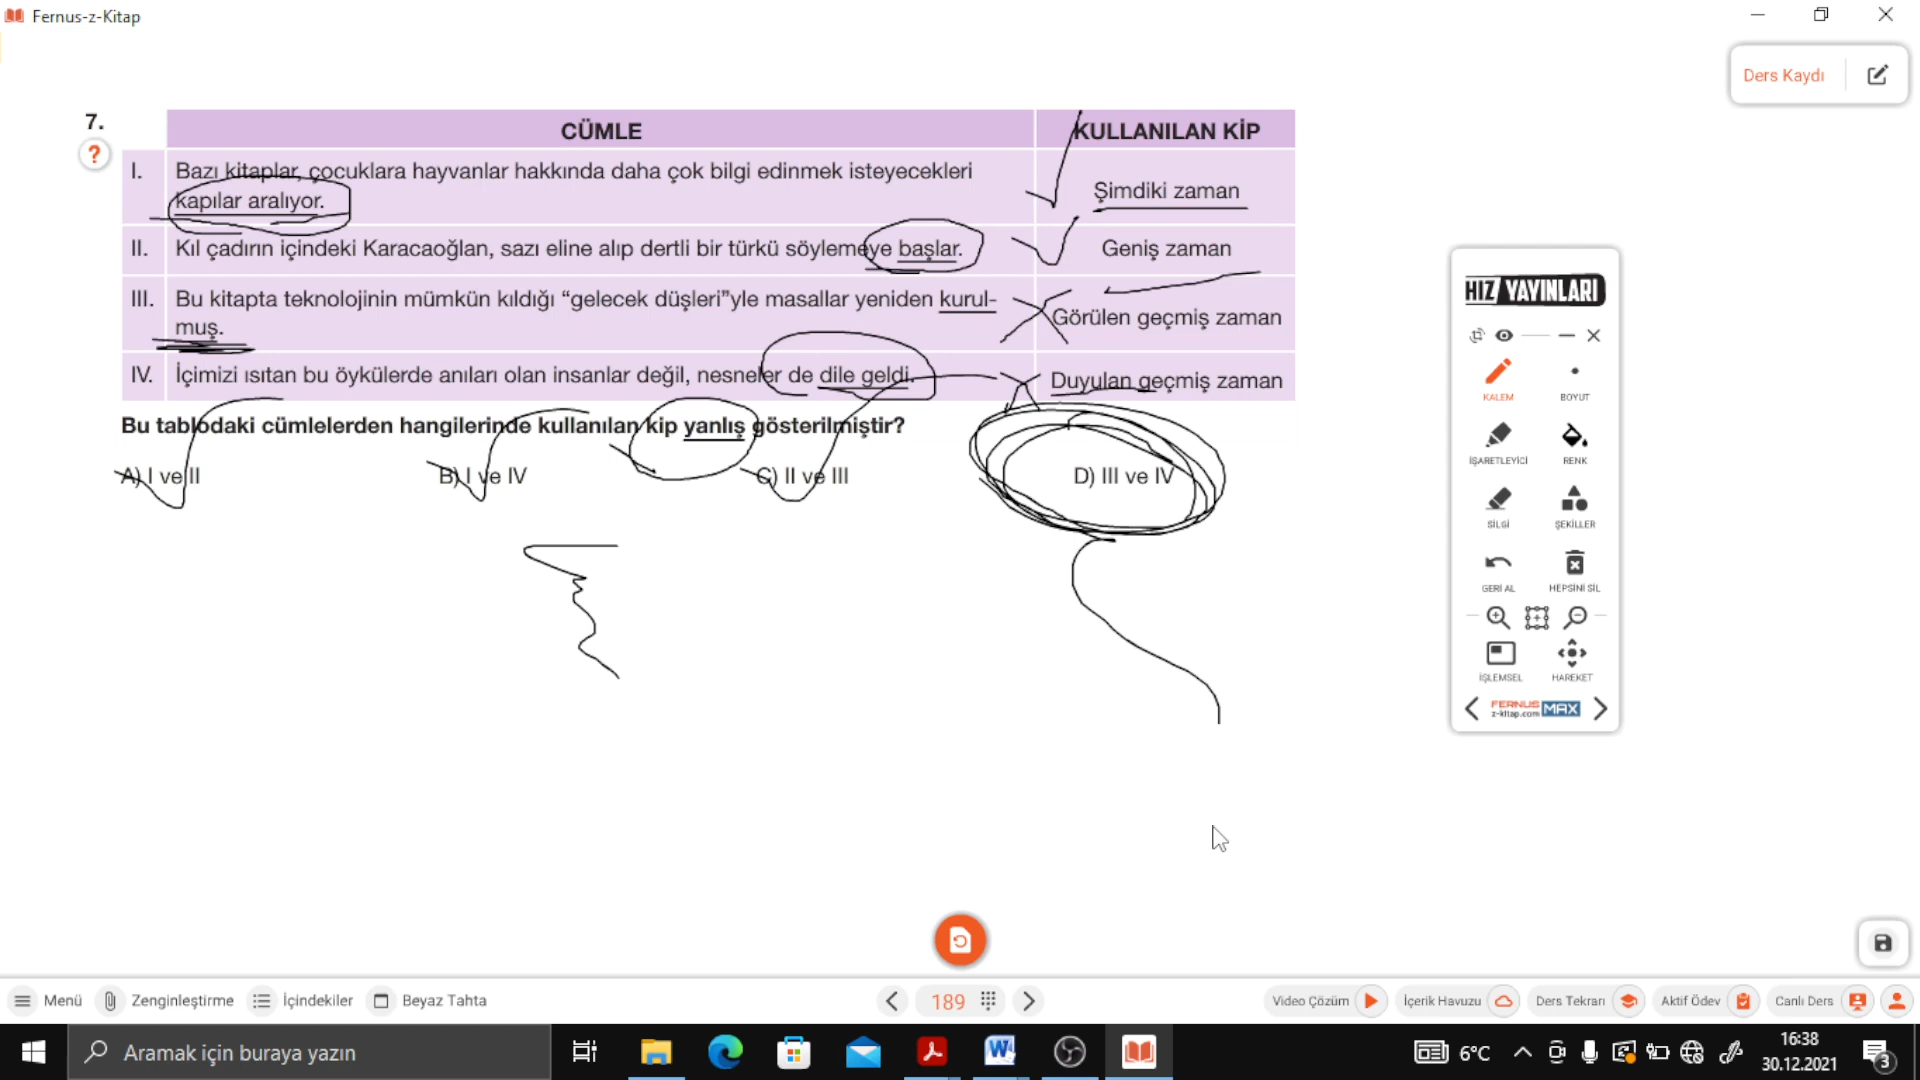 Fernus-z-Kitap
Ders Kaydı
7.
CÜMLE KULLANILAN KİP
?
I. Bazı kitaplar, çocuklara hayvanlar hakkında daha çok bilgi edinmek isteyecekleri
kapılar aralıyor.
Şimdiki zaman
II. Kıl çadırın içindeki Karacaoğlan, sazı eline alıp dertli bir türkü söylemeye başlar.
Geniş zaman
III. Bu kitapta teknolojinin mümkün kıldığı “gelecek düşleri”yle masallar yeniden kurul-
muş.
Görülen geçmiş zaman
IV. İçimizi ısıtan bu öykülerde anıları olan insanlar değil, nesneler de dile geldi.
Duyulan geçmiş zaman
Bu tablodaki cümlelerden hangilerinde kullanılan kip yanlış gösterilmiştir?
A) I ve II B) I ve IV C) II ve III D) III ve IV
HIZ YAYINLARI
KALEM BOYUT
İŞARETLEYİCİ RENK
SİLGİ ŞEKİLLER
GERİ AL HEPSİNİ SİL
İŞLEMSEL HAREKET
FERNUS
z-kitap.com MAX
Menü Zenginleştirme İçindekiler Beyaz Tahta 189 Video Çözüm İçerik Havuzu Ders Tekrarı Aktif Ödev Canlı Ders
Aramak için buraya yazın
6°C
16:38
30.12.2021
3